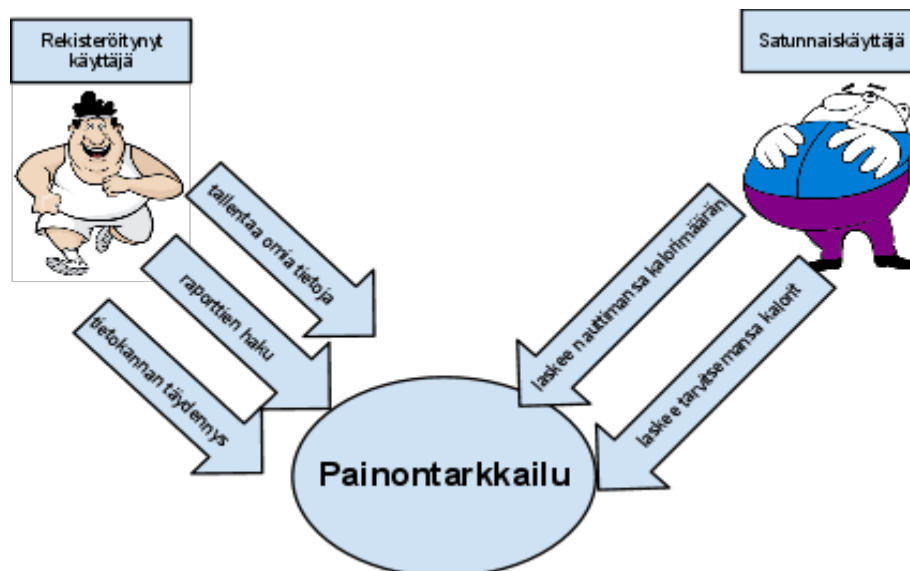 Rekisteröitynyt
käyttäjä
Satunnaiskäyttäjä
tallentaa omia tietoja
raporttien haku
tietokannan täydennys
laskee nauttimansa kalorimäärän
laskee tarvitsemansa kalorit
Painontarkkailu